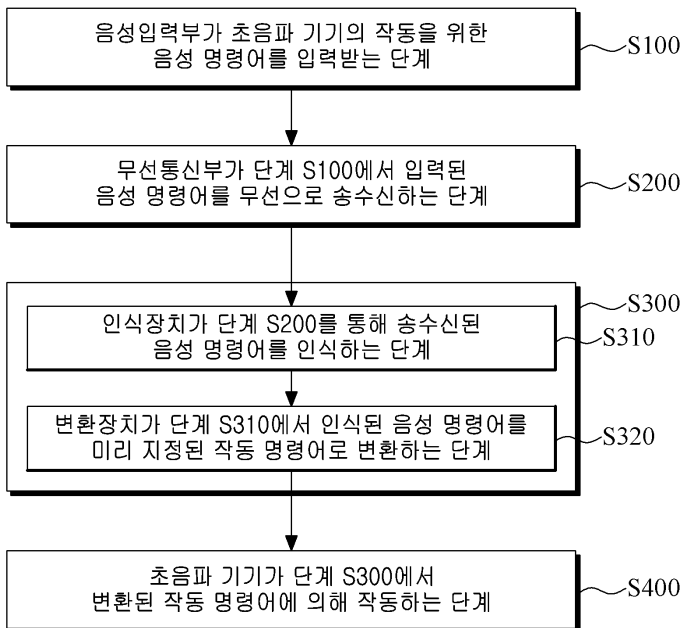 음성입력부가 초음파 기기의 작동을 위한
음성 명령어를 입력받는 단계
S100
무선통신부가 단계 S100에서 입력된
음성 명령어를 무선으로 송수신하는 단계
S200
S300
인식장치가 단계 S200를 통해 송수신된
음성 명령어를 인식하는 단계
S310
변환장치가 단계 S310에서 인식된 음성 명령어를
미리 지정된 작동 명령어로 변환하는 단계
S320
초음파 기기가 단계 S300에서
변환된 작동 명령어에 의해 작동하는 단계
S400